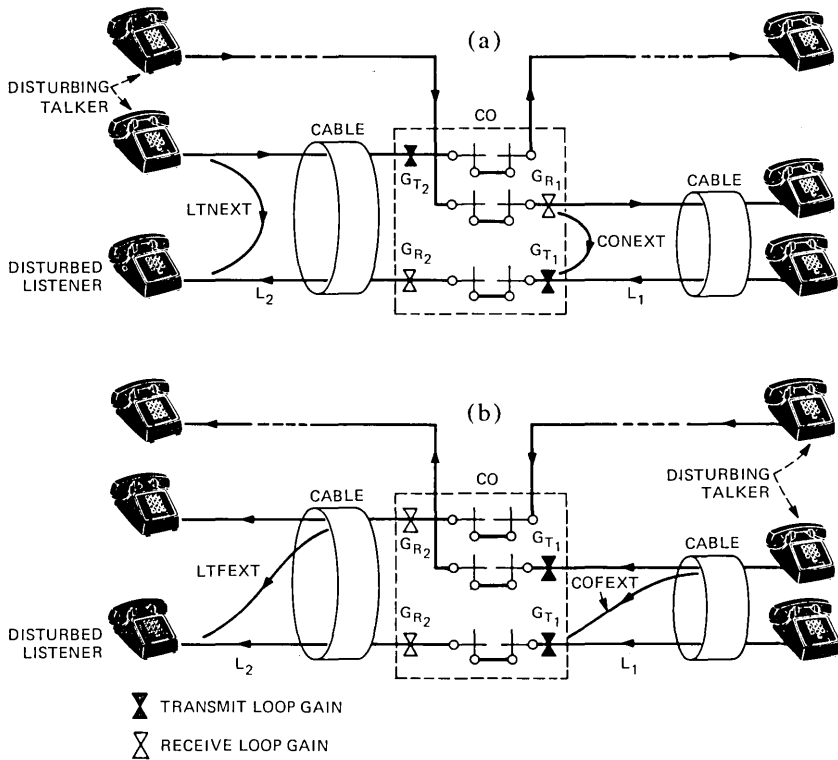 (a)
DISTURBING
TALKER
CABLE
CO
G_T2
G_R1
CABLE
LTNEXT
CONEXT
DISTURBED
LISTENER
G_R2
G_T1
L_2
L_1
(b)
DISTURBING
TALKER
CABLE
CO
G_R2
G_T1
CABLE
LTFEXT
COFEXT
G_R2
G_T1
DISTURBED
LISTENER
L_2
L_1
TRANSMIT LOOP GAIN
RECEIVE LOOP GAIN